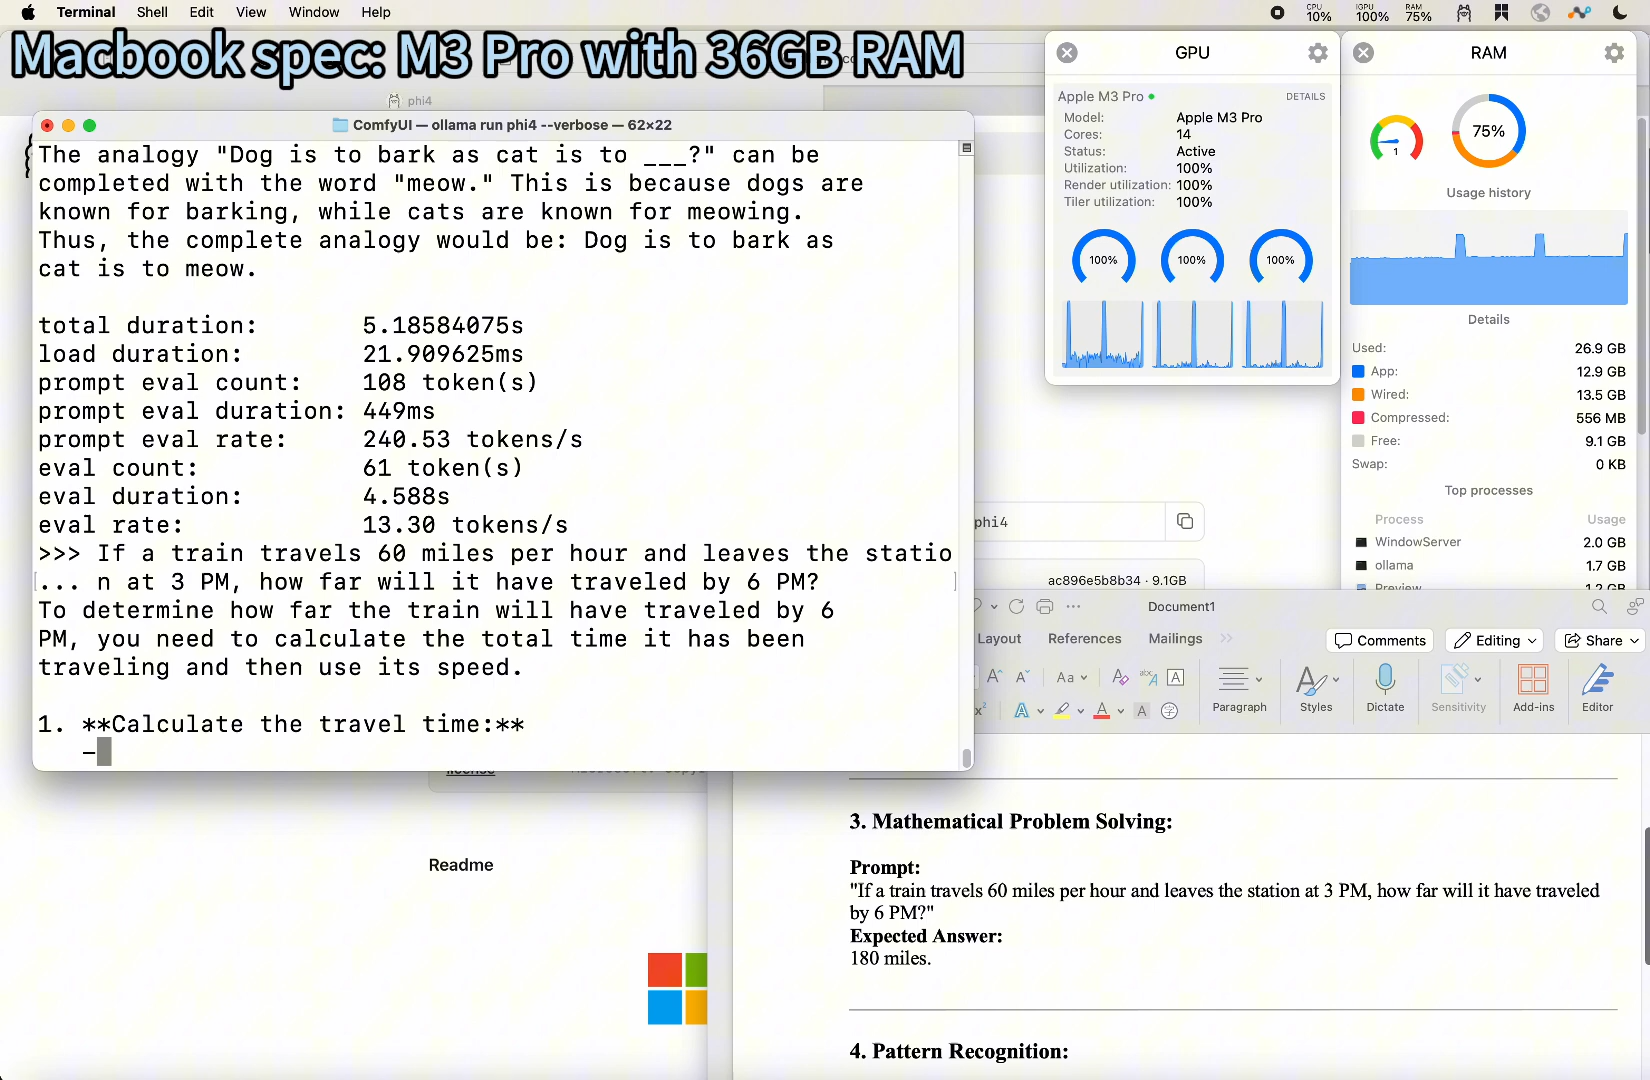 Terminal Shell Edit View Window Help
CPU 10% IGPU 100% RAM 75%
Macbook spec: M3 Pro with 36GB RAM
phi4
ComfyUI — ollama run phi4 --verbose — 62×22
The analogy "Dog is to bark as cat is to ___?" can be
completed with the word "meow." This is because dogs are
known for barking, while cats are known for meowing.
Thus, the complete analogy would be: Dog is to bark as
cat is to meow.
total duration: 5.18584075s
load duration: 21.909625ms
prompt eval count: 108 token(s)
prompt eval duration: 449ms
prompt eval rate: 240.53 tokens/s
eval count: 61 token(s)
eval duration: 4.588s
eval rate: 13.30 tokens/s
>>> If a train travels 60 miles per hour and leaves the statio
... n at 3 PM, how far will it have traveled by 6 PM?
To determine how far the train will have traveled by 6
PM, you need to calculate the total time it has been
traveling and then use its speed.
1. **Calculate the travel time:**
-
GPU
Apple M3 Pro DETAILS
Model: Apple M3 Pro
Cores: 14
Status: Active
Utilization: 100%
Render utilization: 100%
Tiler utilization: 100%
100% 100% 100%
RAM
1 75%
Usage history
Details
Used: 26.9 GB
App: 12.9 GB
Wired: 13.5 GB
Compressed: 556 MB
Free: 9.1 GB
Swap: 0 KB
Top processes
Process Usage
WindowServer 2.0 GB
ollama 1.7 GB
Preview 1.2 GB
phi4
ac896e5b8b34 · 9.1GB
Document1
Layout References Mailings
Comments Editing Share
Aa
Paragraph Styles Dictate Sensitivity Add-ins Editor
license
Readme
3. Mathematical Problem Solving:
Prompt:
"If a train travels 60 miles per hour and leaves the station at 3 PM, how far will it have traveled
by 6 PM?"
Expected Answer:
180 miles.
4. Pattern Recognition: